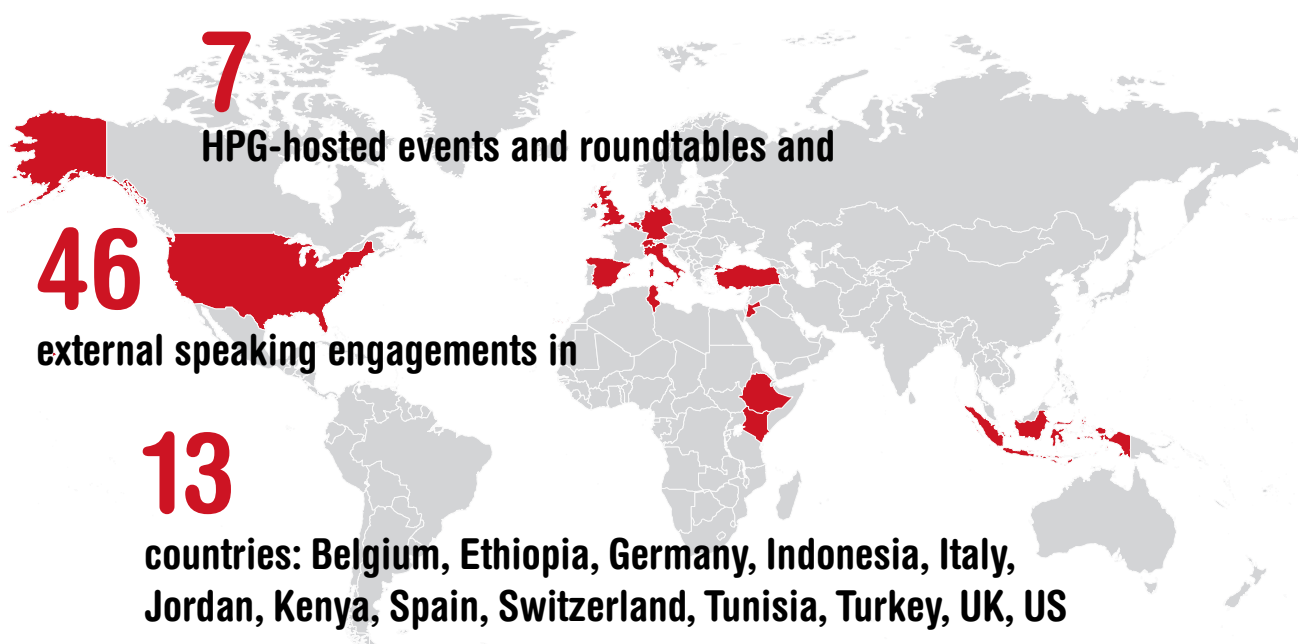 7
HPG-hosted events and roundtables and
46
external speaking engagements in
13
countries: Belgium, Ethiopia, Germany, Indonesia, Italy,
Jordan, Kenya, Spain, Switzerland, Tunisia, Turkey, UK, US